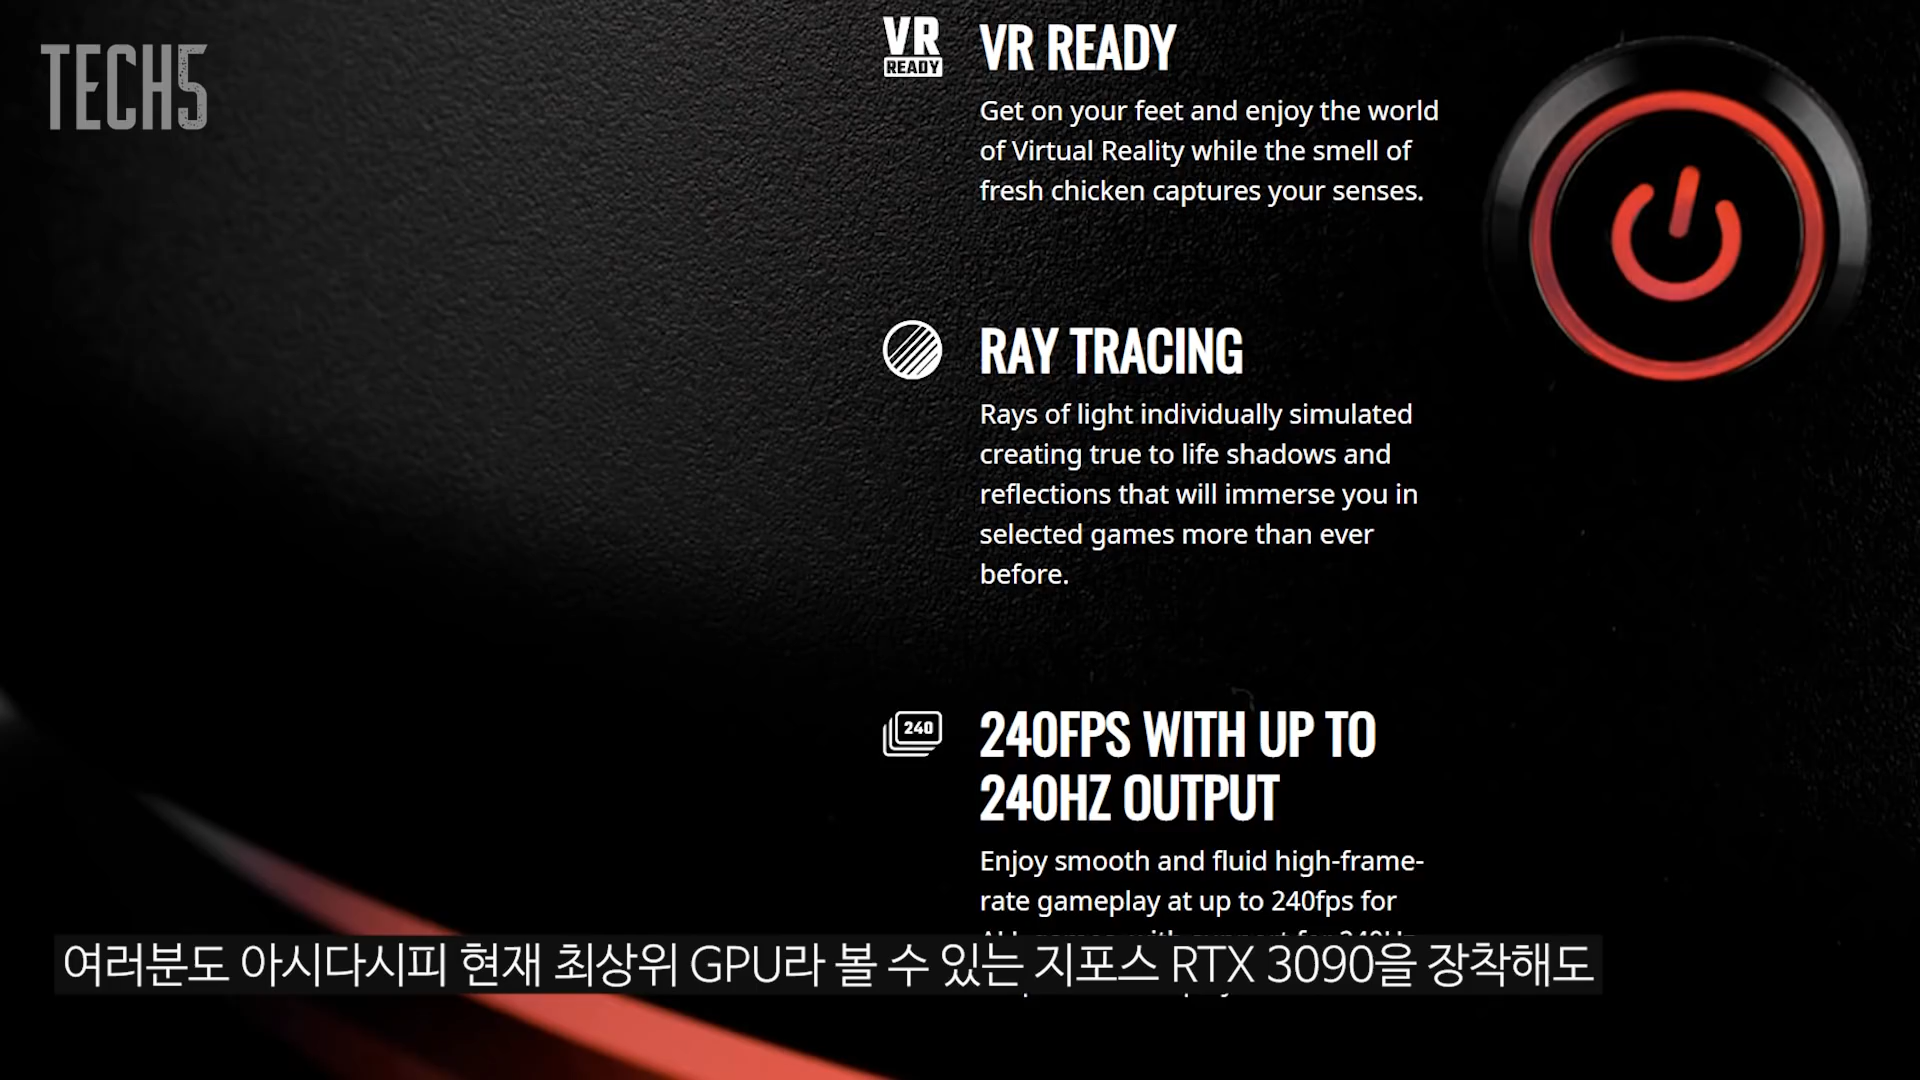 TECH5
VR
READY
VR READY
Get on your feet and enjoy the world
of Virtual Reality while the smell of
fresh chicken captures your senses.
RAY TRACING
Rays of light individually simulated
creating true to life shadows and
reflections that will immerse you in
selected games more than ever
before.
240
240FPS WITH UP TO
240HZ OUTPUT
Enjoy smooth and fluid high-frame-
rate gameplay at up to 240fps for
여러분도 아시다시피 현재 최상위 GPU라 볼 수 있는 지포스 RTX 3090을 장착해도